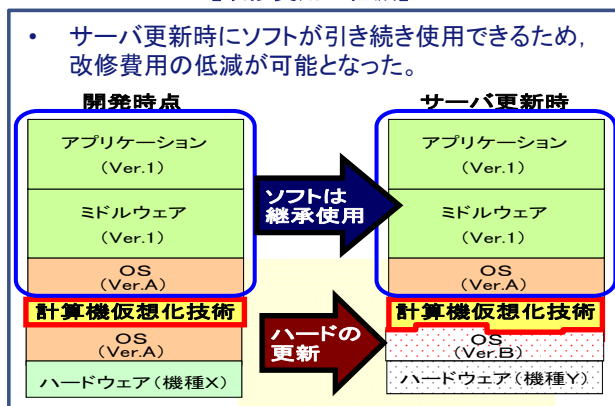 • サーバ更新時にソフトが引き続き使用できるため，
改修費用の低減が可能となった。
開発時点
サーバ更新時
アプリケーション
(Ver.1)
ミドルウェア
(Ver.1)
OS
(Ver.A)
計算機仮想化技術
OS
(Ver.A)
ハードウェア(機種X)
ソフトは
継承使用
ハードの
更新
アプリケーション
(Ver.1)
ミドルウェア
(Ver.1)
OS
(Ver.A)
計算機仮想化技術
OS
(Ver.B)
ハードウェア(機種Y)